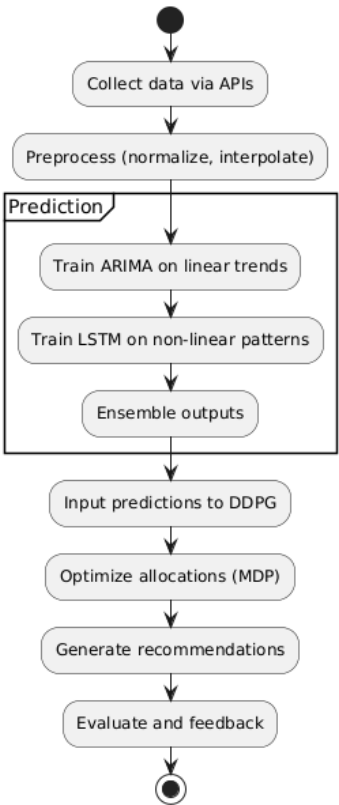 Collect data via APIs
Preprocess (normalize, interpolate)
Prediction
Train ARIMA on linear trends
Train LSTM on non-linear patterns
Ensemble outputs
Input predictions to DDPG
Optimize allocations (MDP)
Generate recommendations
Evaluate and feedback